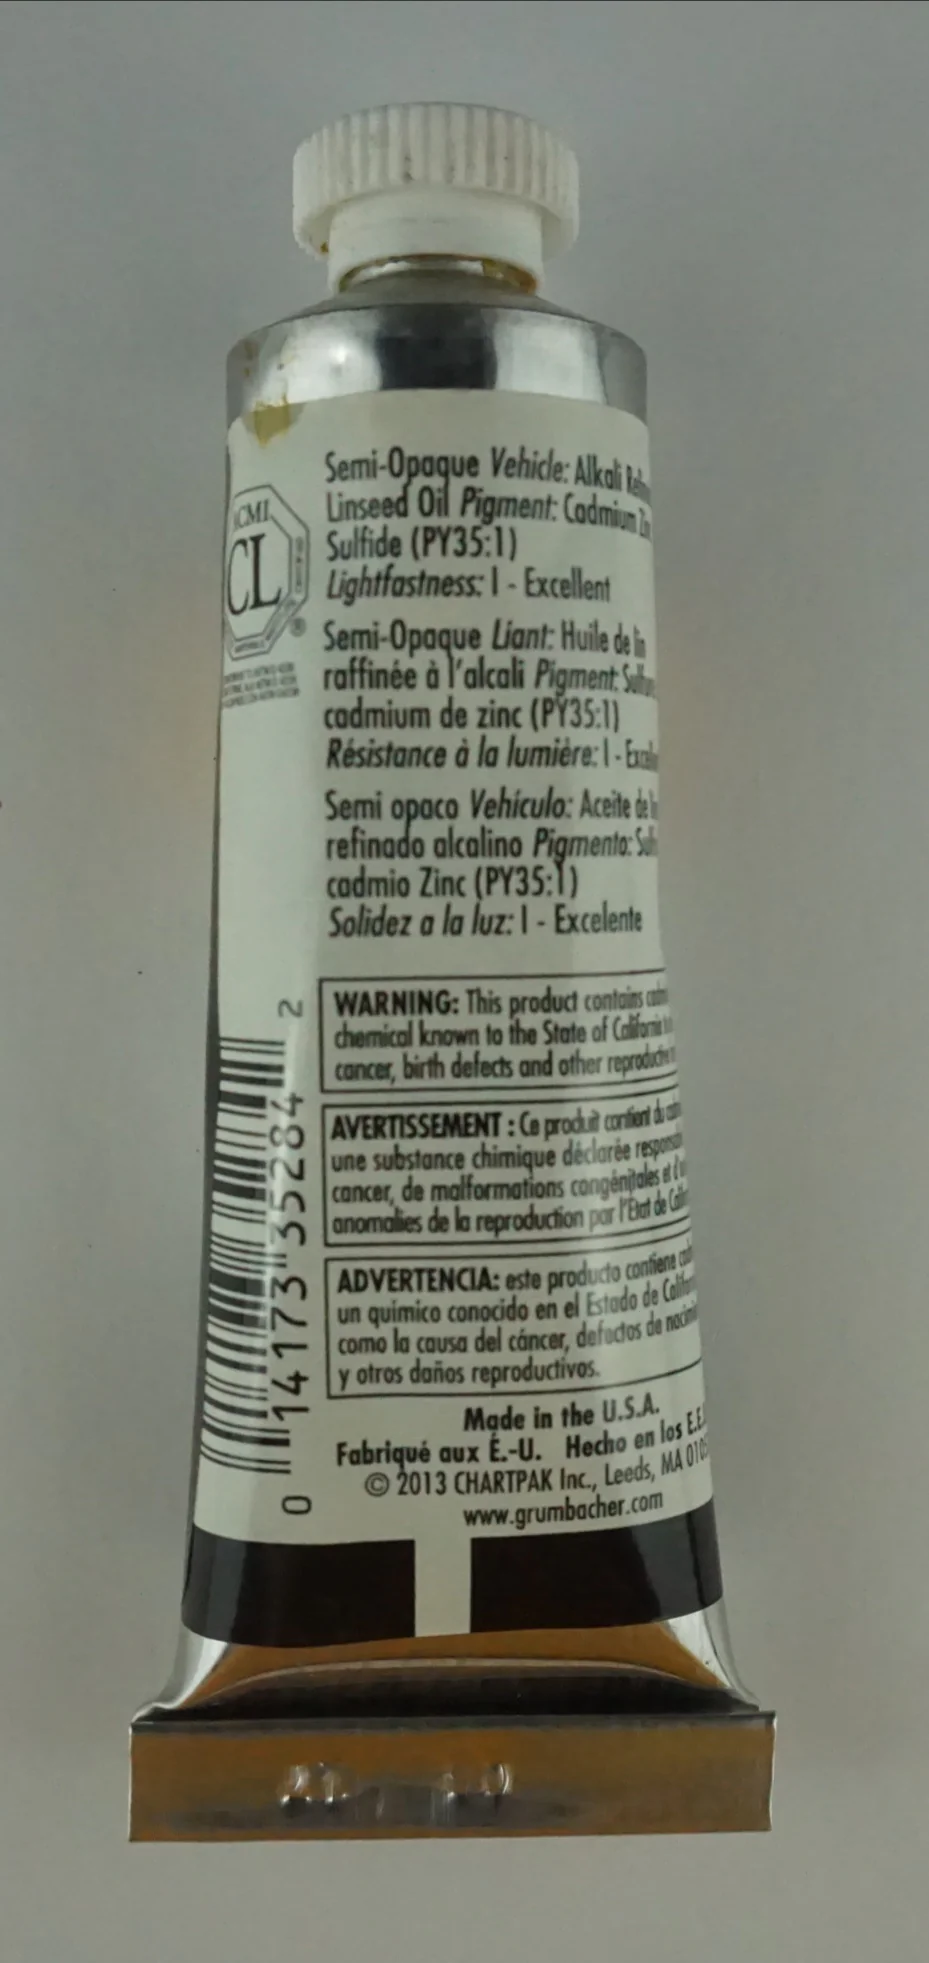 Semi-Opaque Vehicle: Alkali
Linseed Oil Pigment: Cadmium
Sulfide (PY35:1)
Lightfastness: I - Excellent
Semi-Opaque Liant: Huile de lin
raffinée à l'alcali Pigment:
cadmium de zinc (PY35:1)
Résistance à la lumière: I -
Semi opaco Vehículo: Aceite de
refinado alcalino Pigmento:
cadmio Zinc (PY35:1)
Solidez a la luz: I - Excelente
WARNING: This product contains
chemical known to the State of California
cancer, birth defects and other reproductive
AVERTISSEMENT : Ce produit contient du
une substance chimique déclarée
cancer, de malformations congénitales et
anomalies de la reproduction par l'État de
ADVERTENCIA: este producto contiene
un químico conocido en el Estado de
como la causa del cáncer, defectos de
y otros daños reproductivos.
Made in the U.S.A.
Fabriqué aux É.-U. Hecho en los
© 2013 CHARTPAK Inc., Leeds, MA
www.grumbacher.com
CL
®
0 14173 35284 2